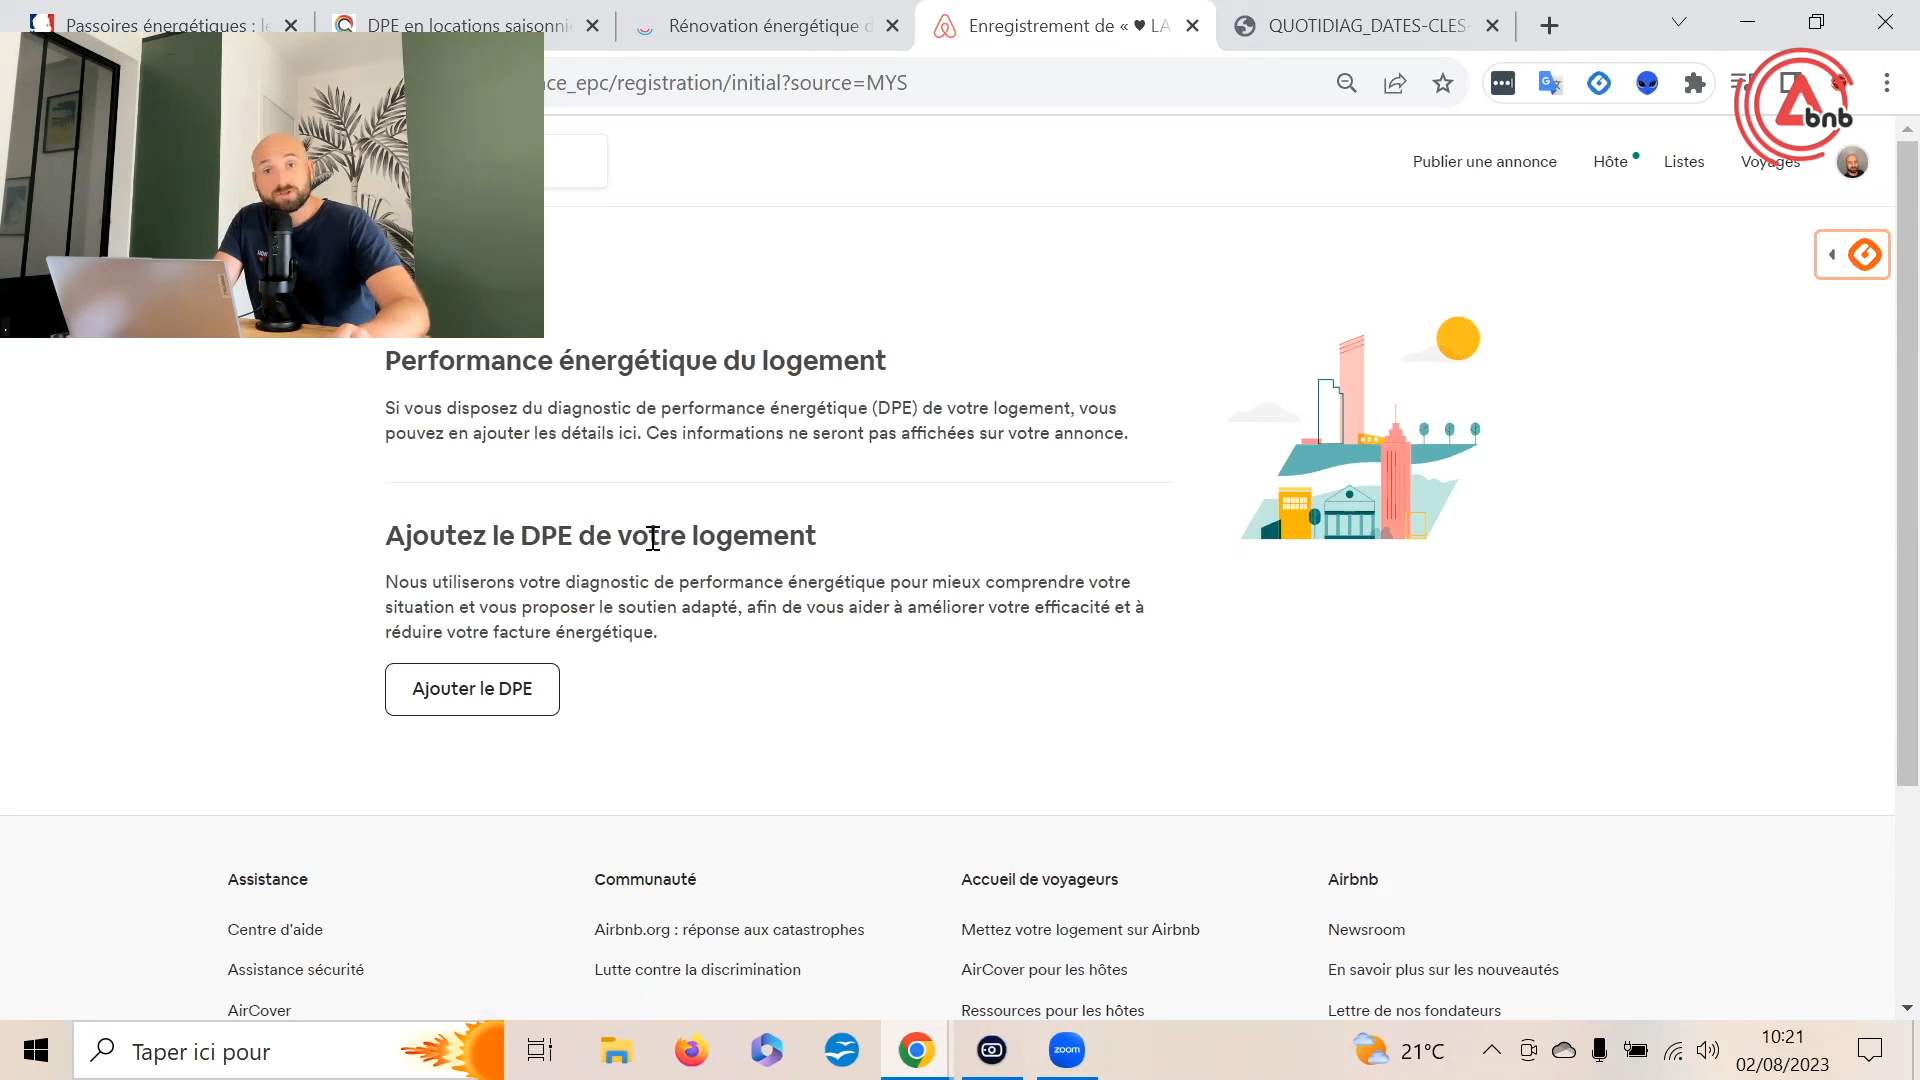 Passoires énergétiques : le
DPE en locations saisonni
Rénovation énergétique d
Enregistrement de « ♥ LA
QUOTIDIAG_DATES-CLES-
ce_epc/registration/initial?source=MYS
Abnb
Publier une annonce
Hôte
Listes
Voyages
Performance énergétique du logement
Si vous disposez du diagnostic de performance énergétique (DPE) de votre logement, vous
pouvez en ajouter les détails ici. Ces informations ne seront pas affichées sur votre annonce.
Ajoutez le DPE de votre logement
Nous utiliserons votre diagnostic de performance énergétique pour mieux comprendre votre
situation et vous proposer le soutien adapté, afin de vous aider à améliorer votre efficacité et à
réduire votre facture énergétique.
Ajouter le DPE
Assistance
Communauté
Accueil de voyageurs
Airbnb
Centre d'aide
Airbnb.org : réponse aux catastrophes
Mettez votre logement sur Airbnb
Newsroom
Assistance sécurité
Lutte contre la discrimination
AirCover pour les hôtes
En savoir plus sur les nouveautés
AirCover
Ressources pour les hôtes
Lettre de nos fondateurs
Taper ici pour
zoom
21°C
10:21
02/08/2023